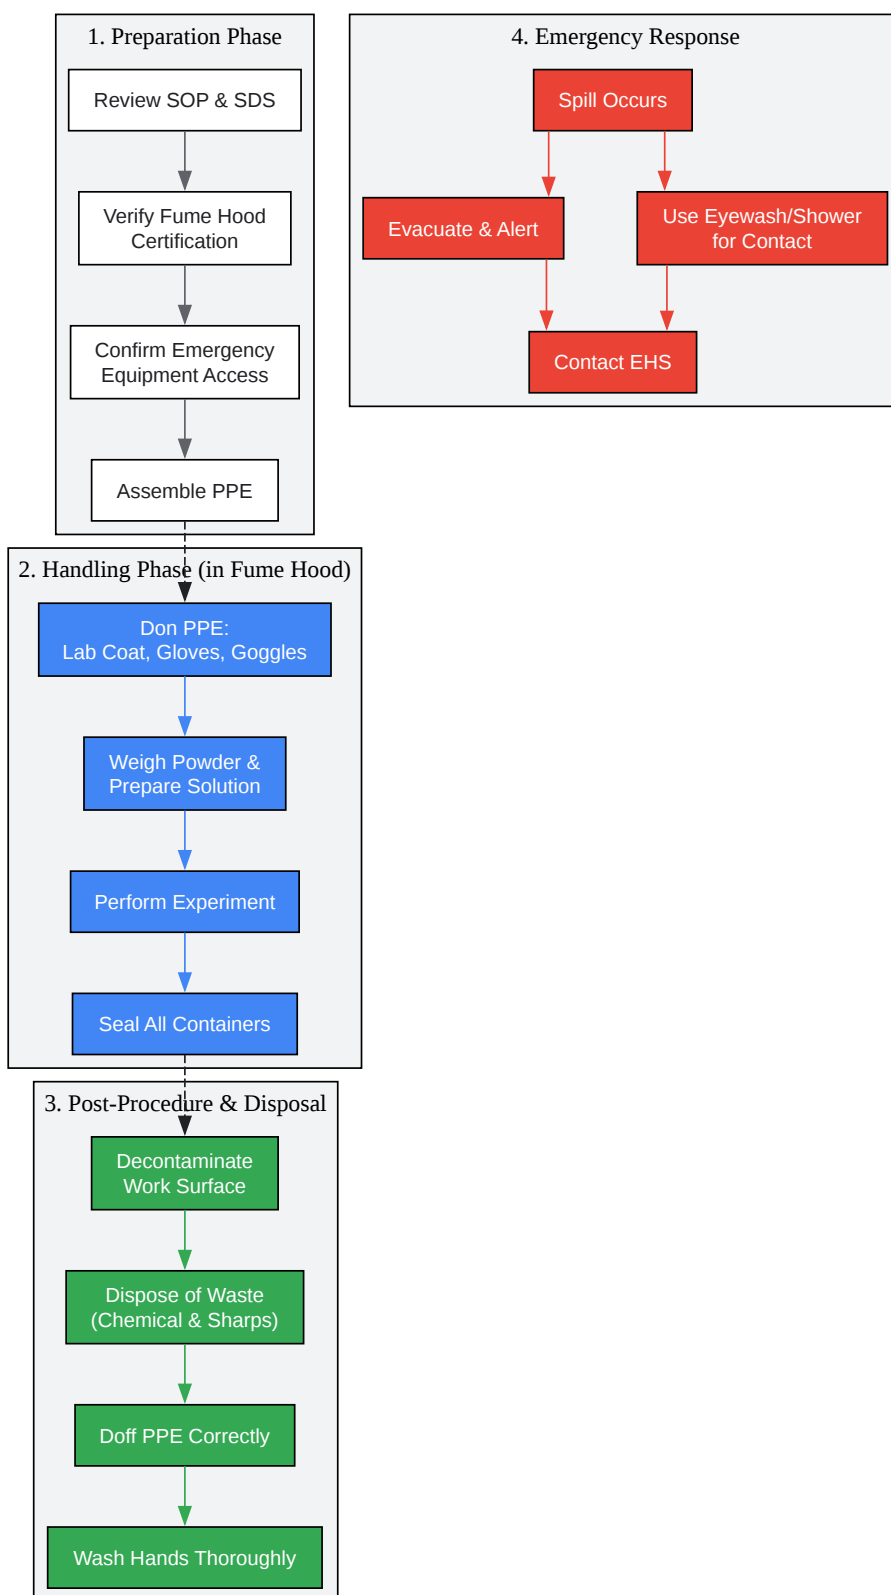 1. Preparation Phase
Review SOP & SDS
Verify Fume Hood
Certification
Confirm Emergency
Equipment Access
Assemble PPE
2. Handling Phase (in Fume Hood)
Don PPE:
Lab Coat, Gloves, Goggles
Weigh Powder &
Prepare Solution
Perform Experiment
Seal All Containers
3. Post-Procedure & Disposal
Decontaminate
Work Surface
Dispose of Waste
(Chemical & Sharps)
Doff PPE Correctly
Wash Hands Thoroughly
4. Emergency Response
Spill Occurs
Evacuate & Alert
Use Eyewash/Shower
for Contact
Contact EHS